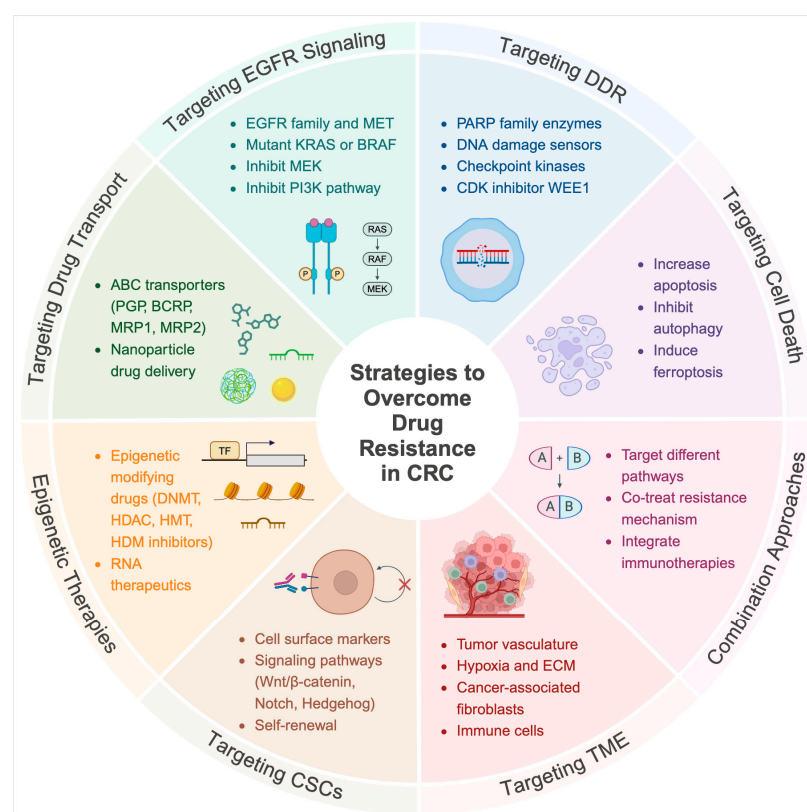 Targeting EGFR Signaling
• EGFR family and MET
• Mutant KRAS or BRAF
• Inhibit MEK
• Inhibit PI3K pathway
P
P
RAS
RAF
MEK
Targeting DDR
• PARP family enzymes
• DNA damage sensors
• Checkpoint kinases
• CDK inhibitor WEE1
Targeting Cell Death
• Increase
apoptosis
• Inhibit
autophagy
• Induce
ferroptosis
Combination Approaches
A + B
A B
• Target different
pathways
• Co-treat resistance
mechanism
• Integrate
immunotherapies
Targeting TME
• Tumor vasculature
• Hypoxia and ECM
• Cancer-associated
fibroblasts
• Immune cells
Targeting CSCs
• Cell surface markers
• Signaling pathways
(Wnt/β-catenin,
Notch, Hedgehog)
• Self-renewal
Epigenetic Therapies
• Epigenetic
modifying
drugs (DNMT,
HDAC, HMT,
HDM inhibitors)
• RNA
therapeutics
TF
Targeting Drug Transport
• ABC transporters
(PGP, BCRP,
MRP1, MRP2)
• Nanoparticle
drug delivery
Strategies to
Overcome
Drug
Resistance
in CRC